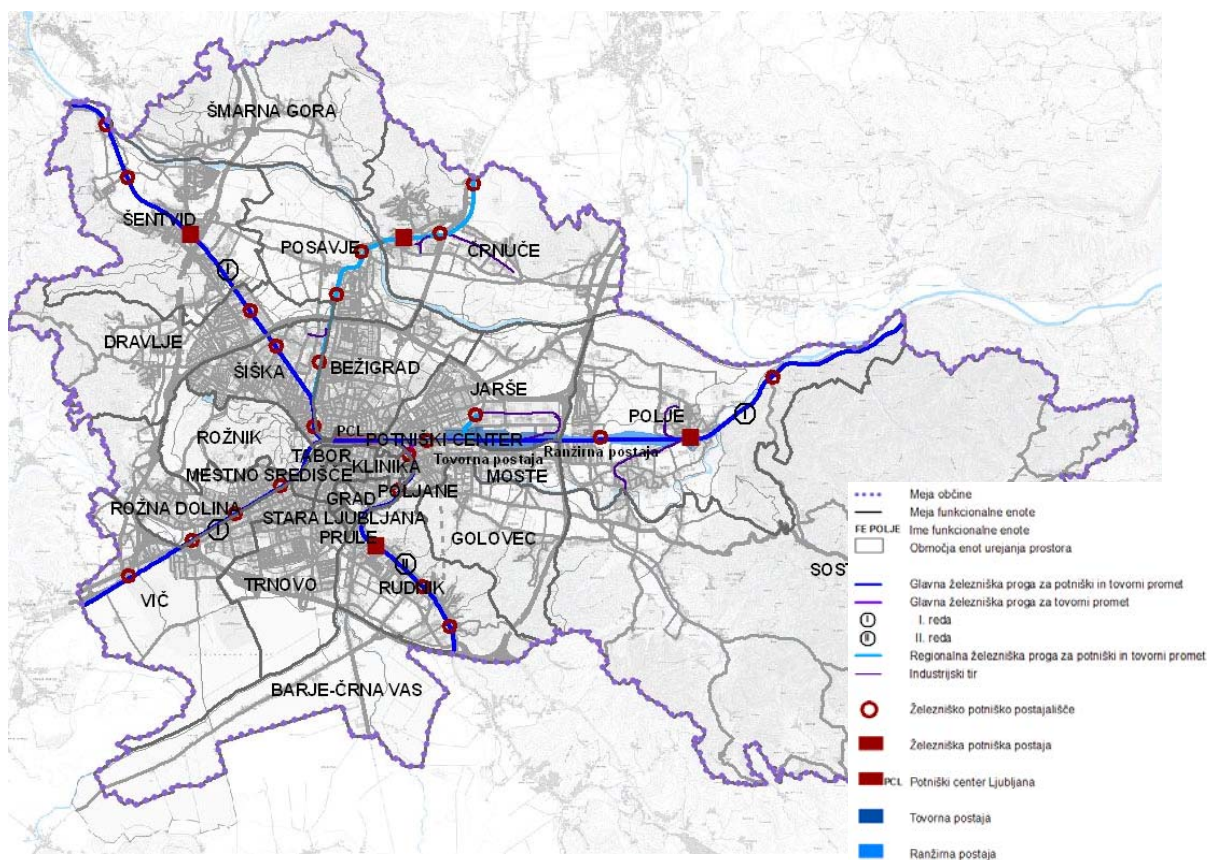 ŠMARNA GORA
ŠENTVID
POSAVJE
ČRNUČE
I
DRAVLJE
ŠIŠKA
BEŽIGRAD
JARŠE
POLJE
I
ROŽNIK
PCL
POTNIŠKI CENTER
TABOR
Tovorna postaja
Ranžirna postaja
KLINIKA
MOSTE
MESTNO SREDIŠČE
GRAD
POLJANE
ROŽNA DOLINA
I
STARA LJUBLJANA
PRULE
GOLOVEC
II
VIČ
TRNOVO
RUDNIK
SOST
BARJE-ČRNA VAS
Meja občine
Meja funkcionalne enote
FE POLJE Ime funkcionalne enote
Območja enot urejanja prostora
Glavna železniška proga za potniški in tovorni promet
Glavna železniška proga za tovorni promet
I I. reda
II II. reda
Regionalna železniška proga za potniški in tovorni promet
Industrijski tir
Železniško potniško postajališče
Železniška potniška postaja
PCL Potniški center Ljubljana
Tovorna postaja
Ranžirna postaja